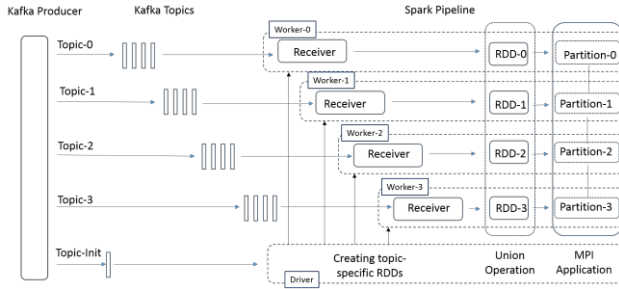 Kafka Producer
Kafka Topics
Spark Pipeline
Topic-0
Worker-0
Receiver
RDD-0
Partition-0
Topic-1
Worker-1
Receiver
RDD-1
Partition-1
Topic-2
Worker-2
Receiver
RDD-2
Partition-2
Topic-3
Worker-3
Receiver
RDD-3
Partition-3
Topic-Init
Driver
Creating topic-
specific RDDs
Union
Operation
MPI
Application